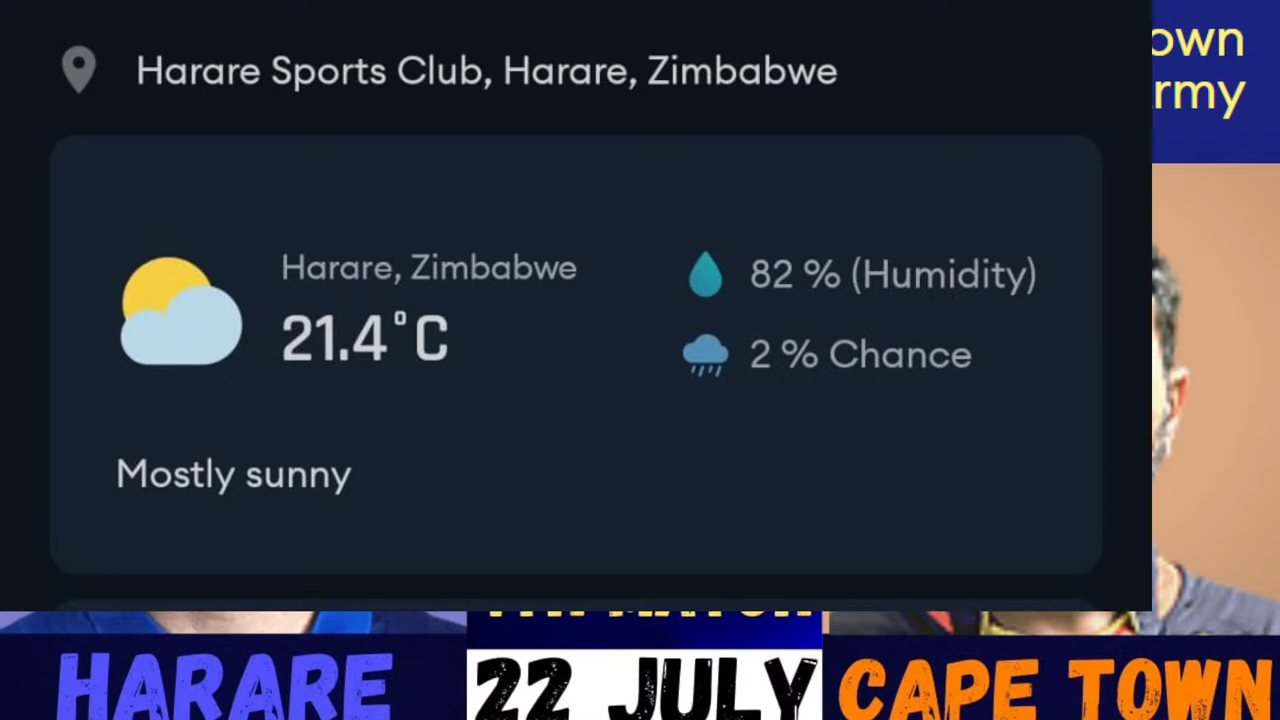 Harare Sports Club, Harare, Zimbabwe
Harare, Zimbabwe
21.4°C
82 % (Humidity)
2 % Chance
Mostly sunny
HARARE
22 JULY
CAPE TOWN